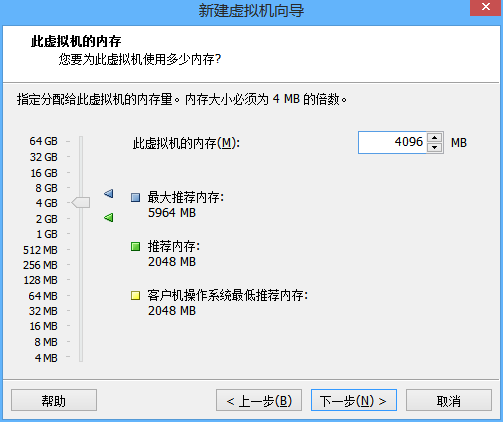 新建虚拟机向导
此虚拟机的内存
您要为此虚拟机使用多少内存?
指定分配给此虚拟机的内存量。内存大小必须为 4 MB 的倍数。
64 GB
32 GB
16 GB
8 GB
4 GB
2 GB
1 GB
512 MB
256 MB
128 MB
64 MB
32 MB
16 MB
8 MB
4 MB
此虚拟机的内存(M):
4096 MB
最大推荐内存:
5964 MB
推荐内存:
2048 MB
客户机操作系统最低推荐内存:
2048 MB
帮助
< 上一步(B)
下一步(N) >
取消